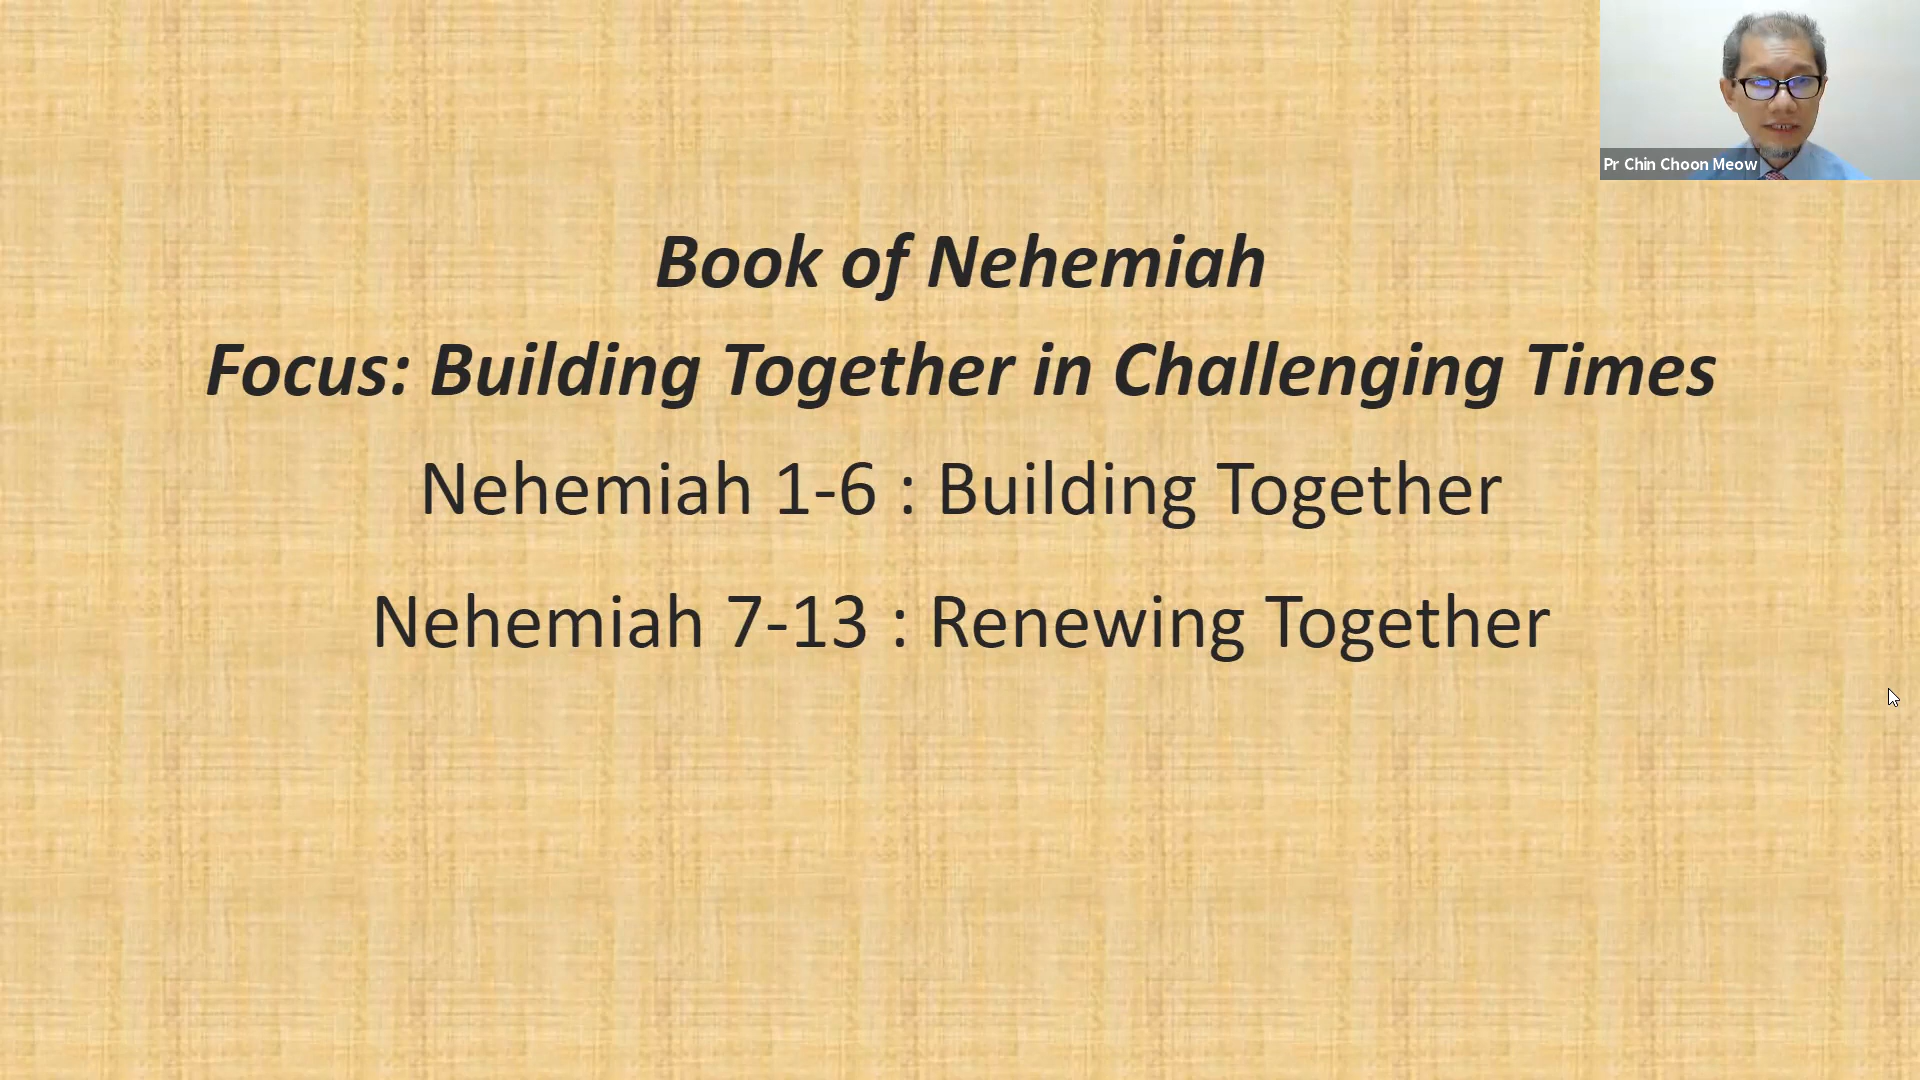 Pr Chin Choon Meow
Book of Nehemiah
Focus: Building Together in Challenging Times
Nehemiah 1-6 : Building Together
Nehemiah 7-13 : Renewing Together